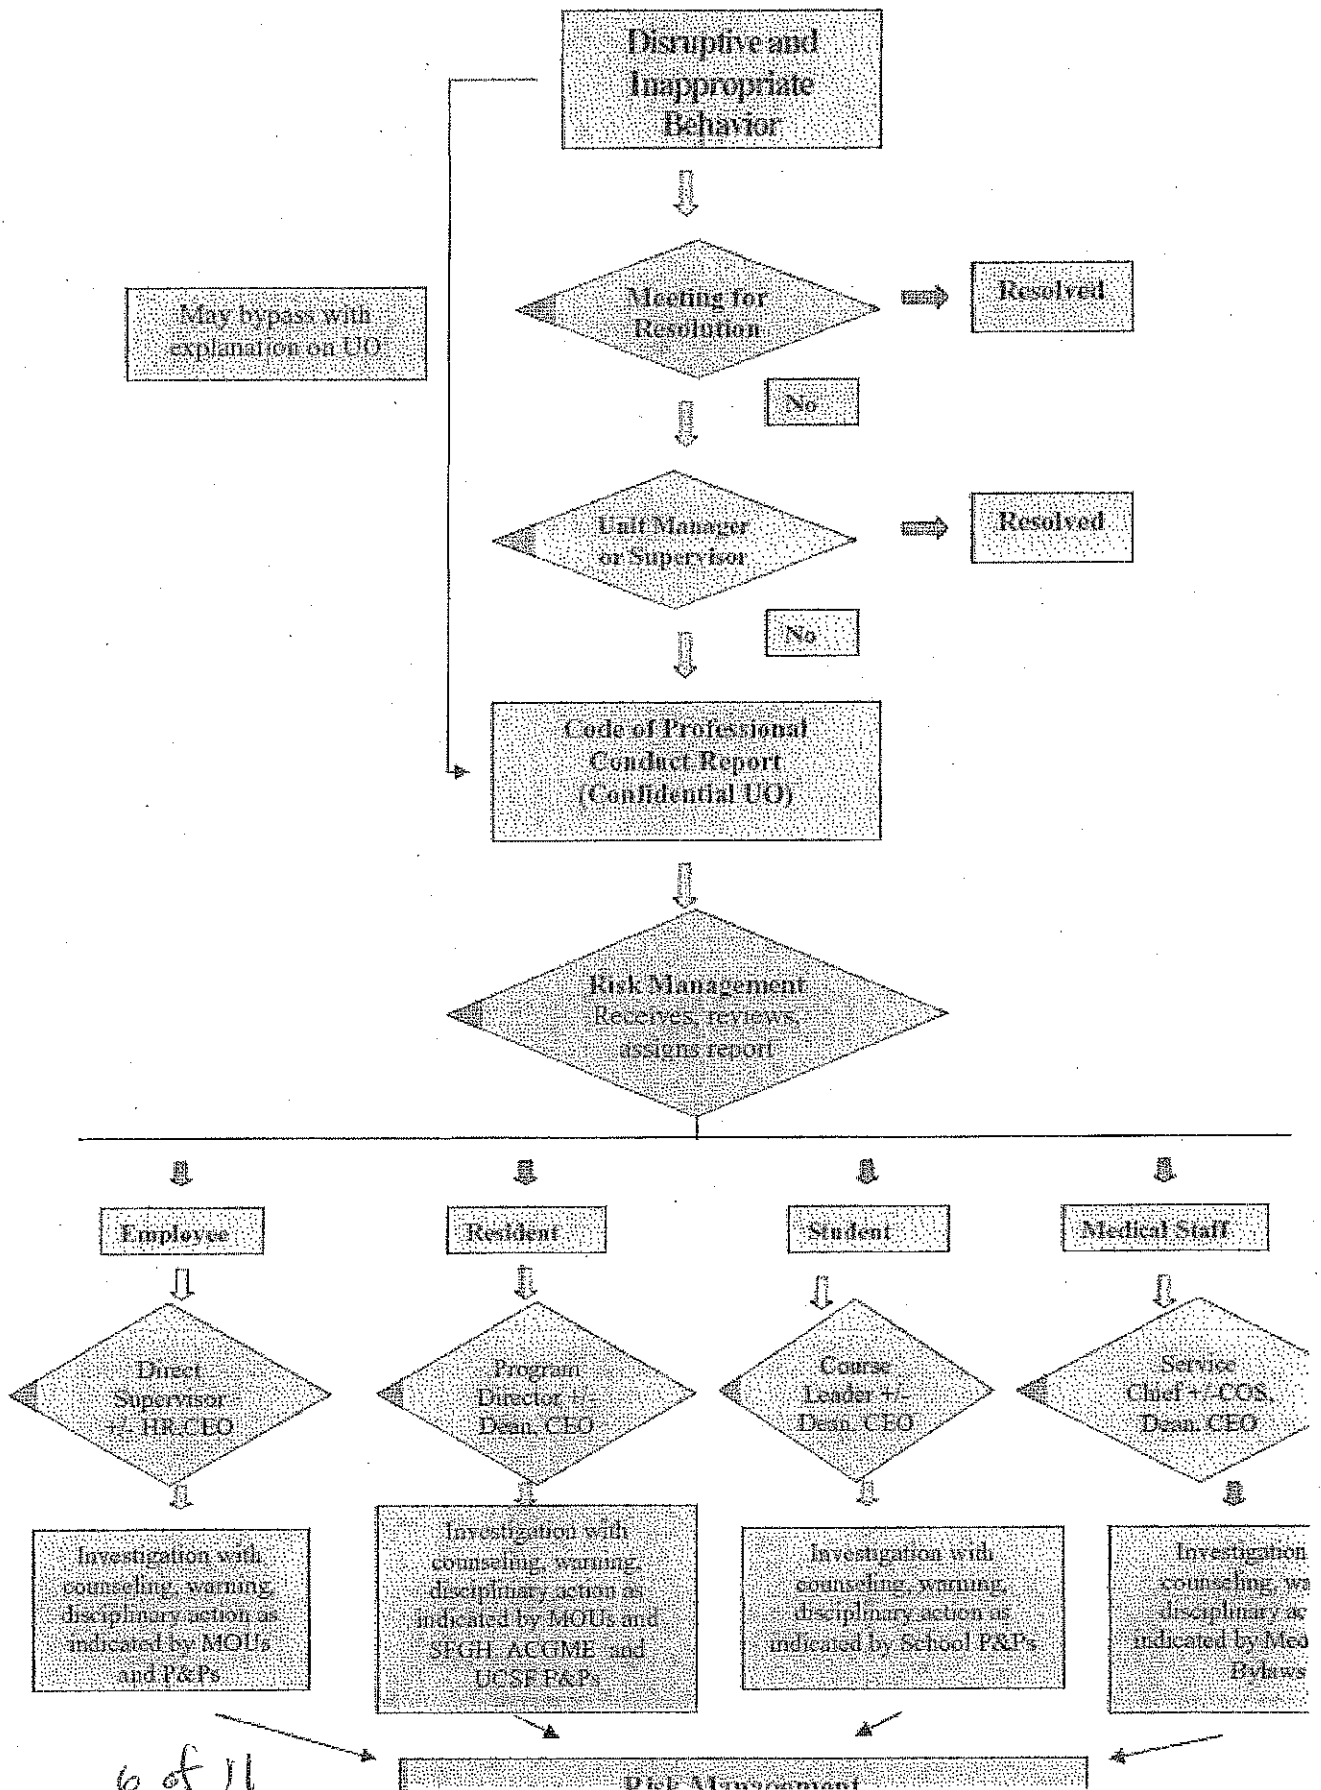 Disruptive and
Inappropriate
Behavior
Meeting for
Resolution
Resolved
May bypass with
explanation on UO
No
Unit Manager
or Supervisor
Resolved
No
Code of Professional
Conduct Report
(Confidential UO)
Risk Management
Receives, reviews,
assigns report
Employee
Resident
Student
Medical Staff
Direct
Supervisor
+/- HR.CEO
Program
Director +/-
Dean, CEO
Course
Leader +/-
Dean, CEO
Service
Chief +/-COS,
Dean, CEO
Investigation with
counseling, warning,
disciplinary action as
indicated by MOUs
and P&Ps
Investigation with
counseling, warning,
disciplinary action as
indicated by MOUs and
SFGH, ACGME and
UCSF P&Ps
Investigation with
counseling, warning,
disciplinary action as
indicated by School P&Ps
Investigation
counseling, wa
disciplinary ac
indicated by Med
Bylaws
6 of 11
Risk Management